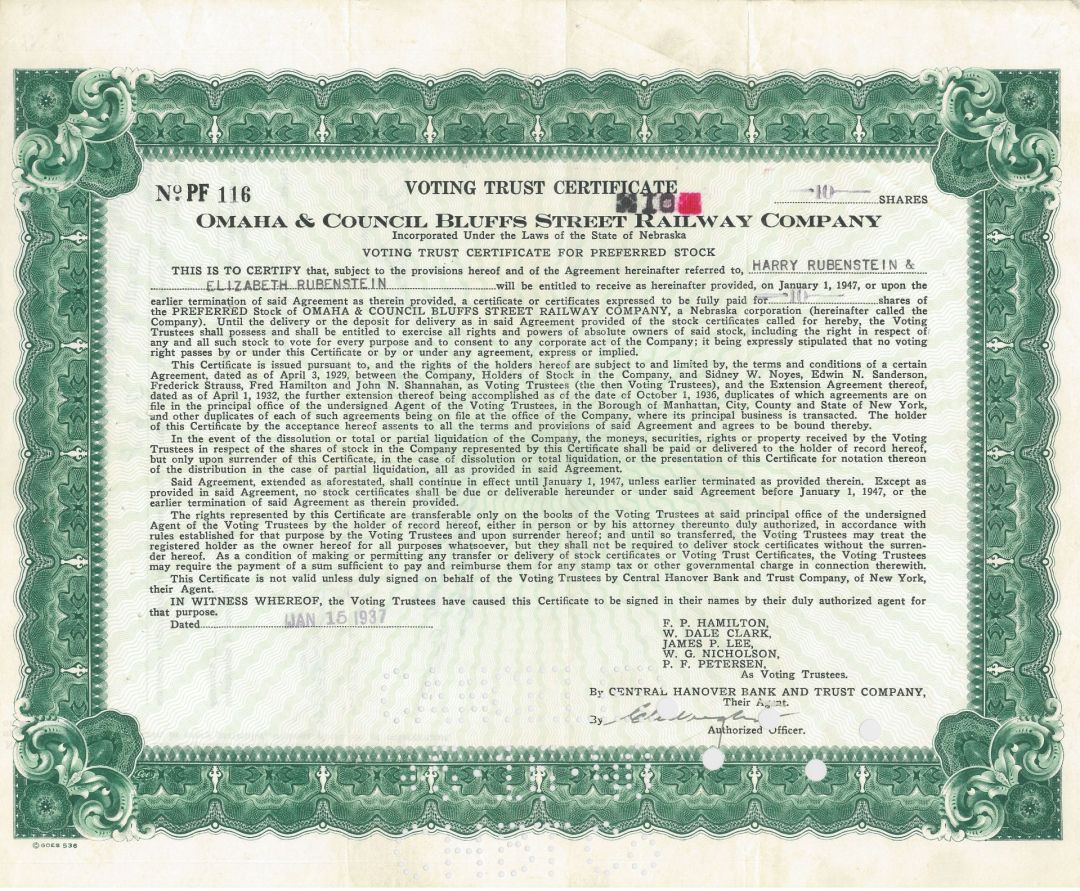 VOTING TRUST CERTIFICATE
No PF 116
10
10 SHARES
OMAHA & COUNCIL BLUFFS STREET RAILWAY COMPANY
Incorporated Under the Laws of the State of Nebraska
VOTING TRUST CERTIFICATE FOR PREFERRED STOCK
THIS IS TO CERTIFY that, subject to the provisions hereof and of the Agreement hereinafter referred to, HARRY RUBENSTEIN &
ELIZABETH RUBENSTEIN will be entitled to receive as hereinafter provided, on January 1, 1947, or upon the
earlier termination of said Agreement as therein provided, a certificate or certificates expressed to be fully paid for 10 shares of
the PREFERRED Stock of OMAHA & COUNCIL BLUFFS STREET RAILWAY COMPANY, a Nebraska corporation (hereinafter called the
Company). Until the delivery or the deposit for delivery as in said Agreement provided of the stock certificates called for hereby, the Voting
Trustees shall possess and shall be entitled to exercise all rights and powers of absolute owners of said stock, including the right in respect of
any and all such stock to vote for every purpose and to consent to any corporate act of the Company; it being expressly stipulated that no voting
right passes by or under this Certificate or by or under any agreement, express or implied.
This Certificate is issued pursuant to, and the rights of the holders hereof are subject to and limited by, the terms and conditions of a certain
Agreement, dated as of April 3, 1929, between the Company, Holders of Stock in the Company, and Sidney W. Noyes, Edwin N. Sanderson,
Frederick Strauss, Fred Hamilton and John N. Shannahan, as Voting Trustees (the then Voting Trustees), and the Extension Agreement thereof,
dated as of April 1, 1932, the further extension thereof being accomplished as of the date of October 1, 1936, duplicates of which agreements are on
file in the principal office of the undersigned Agent of the Voting Trustees, in the Borough of Manhattan, City, County and State of New York,
and other duplicates of each of such agreements being on file at the office of the Company, where its principal business is transacted. The holder
of this Certificate by the acceptance hereof assents to all the terms and provisions of said Agreement and agrees to be bound thereby.
In the event of the dissolution or total or partial liquidation of the Company, the moneys, securities, rights or property received by the Voting
Trustees in respect of the shares of stock in the Company represented by this Certificate shall be paid or delivered to the holder of record hereof,
but only upon surrender of this Certificate, in the case of dissolution or total liquidation, or the presentation of this Certificate for notation thereon
of the distribution in the case of partial liquidation, all as provided in said Agreement.
Said Agreement, extended as aforestated, shall continue in effect until January 1, 1947, unless earlier terminated as provided therein. Except as
provided in said Agreement, no stock certificates shall be due or deliverable hereunder or under said Agreement before January 1, 1947, or the
earlier termination of said Agreement as therein provided.
The rights represented by this Certificate are transferable only on the books of the Voting Trustees at said principal office of the undersigned
Agent of the Voting Trustees by the holder of record hereof, either in person or by his attorney thereunto duly authorized, in accordance with
rules established for that purpose by the Voting Trustees and upon surrender hereof; and until so transferred, the Voting Trustees may treat the
registered holder as the owner hereof for all purposes whatsoever, but they shall not be required to deliver stock certificates without the surren-
der hereof. As a condition of making or permitting any transfer or delivery of stock certificates or Voting Trust Certificates, the Voting Trustees
may require the payment of a sum sufficient to pay and reimburse them for any stamp tax or other governmental charge in connection therewith.
This Certificate is not valid unless duly signed on behalf of the Voting Trustees by Central Hanover Bank and Trust Company, of New York,
their Agent.
IN WITNESS WHEREOF, the Voting Trustees have caused this Certificate to be signed in their names by their duly authorized agent for
that purpose.
Dated JAN 15 1937
F. P. HAMILTON,
W. DALE CLARK,
JAMES P. LEE,
W. G. NICHOLSON,
P. F. PETERSEN,
As Voting Trustees.
By CENTRAL HANOVER BANK AND TRUST COMPANY,
Their Agent.
By
Authorized Officer.
GOES
© GOES 536